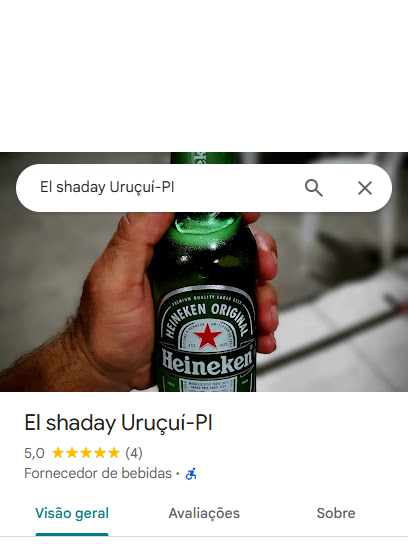 El shaday Uruçuí-PI
PREMIUM QUALITY LAGER BEER
HEINEKEN ORIGINAL
Heineken
El shaday Uruçuí-PI
5,0 (4)
Fornecedor de bebidas ·
Visão geral
Avaliações
Sobre